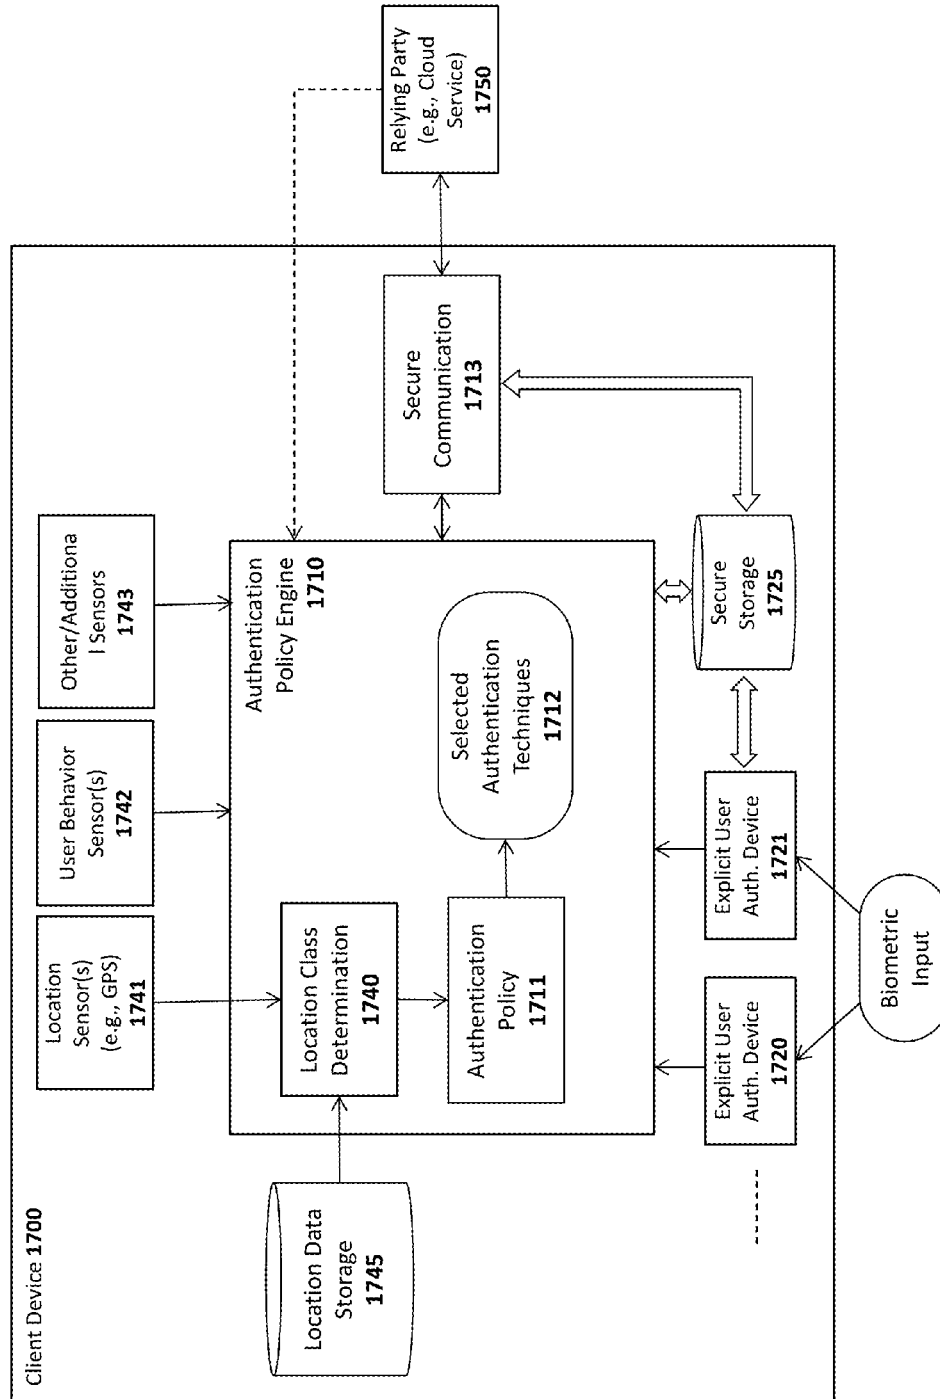 Client Device 1700
Location
Sensor(s)
(e.g., GPS)
1741
User Behavior
Sensor(s)
1742
Other/Additiona
l Sensors
1743
Location Data
Storage
1745
Location Class
Determination
1740
Authentication
Policy Engine
1710
Authentication
Policy
1711
Selected
Authentication
Techniques
1712
Secure
Communication
1713
Relying Party
(e.g., Cloud
Service)
1750
Explicit User
Auth. Device
1720
Explicit User
Auth. Device
1721
Secure
Storage
1725
Biometric
Input